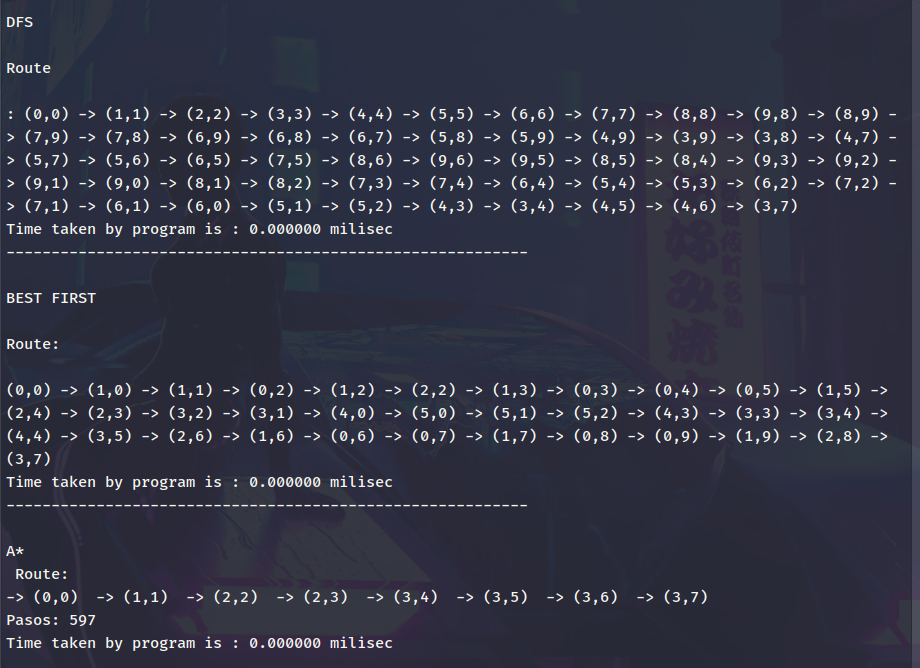 DFS
Route
: (0,0) -> (1,1) -> (2,2) -> (3,3) -> (4,4) -> (5,5) -> (6,6) -> (7,7) -> (8,8) -> (9,8) -> (8,9) -
> (7,9) -> (7,8) -> (6,9) -> (6,8) -> (6,7) -> (5,8) -> (5,9) -> (4,9) -> (3,9) -> (3,8) -> (4,7) -
> (5,7) -> (5,6) -> (6,5) -> (7,5) -> (8,6) -> (9,6) -> (9,5) -> (8,5) -> (8,4) -> (9,3) -> (9,2) -
> (9,1) -> (9,0) -> (8,1) -> (8,2) -> (7,3) -> (7,4) -> (6,4) -> (5,4) -> (5,3) -> (6,2) -> (7,2) -
> (7,1) -> (6,1) -> (6,0) -> (5,1) -> (5,2) -> (4,3) -> (3,4) -> (4,5) -> (4,6) -> (3,7)
Time taken by program is : 0.000000 milisec
----------------------------------------------------------
BEST FIRST
Route:
(0,0) -> (1,0) -> (1,1) -> (0,2) -> (1,2) -> (2,2) -> (1,3) -> (0,3) -> (0,4) -> (0,5) -> (1,5) ->
(2,4) -> (2,3) -> (3,2) -> (3,1) -> (4,0) -> (5,0) -> (5,1) -> (5,2) -> (4,3) -> (3,3) -> (3,4) ->
(4,4) -> (3,5) -> (2,6) -> (1,6) -> (0,6) -> (0,7) -> (1,7) -> (0,8) -> (0,9) -> (1,9) -> (2,8) ->
(3,7)
Time taken by program is : 0.000000 milisec
----------------------------------------------------------
A*
Route:
-> (0,0)  -> (1,1)  -> (2,2)  -> (2,3)  -> (3,4)  -> (3,5)  -> (3,6)  -> (3,7)
Pasos: 597
Time taken by program is : 0.000000 milisec
好み焼